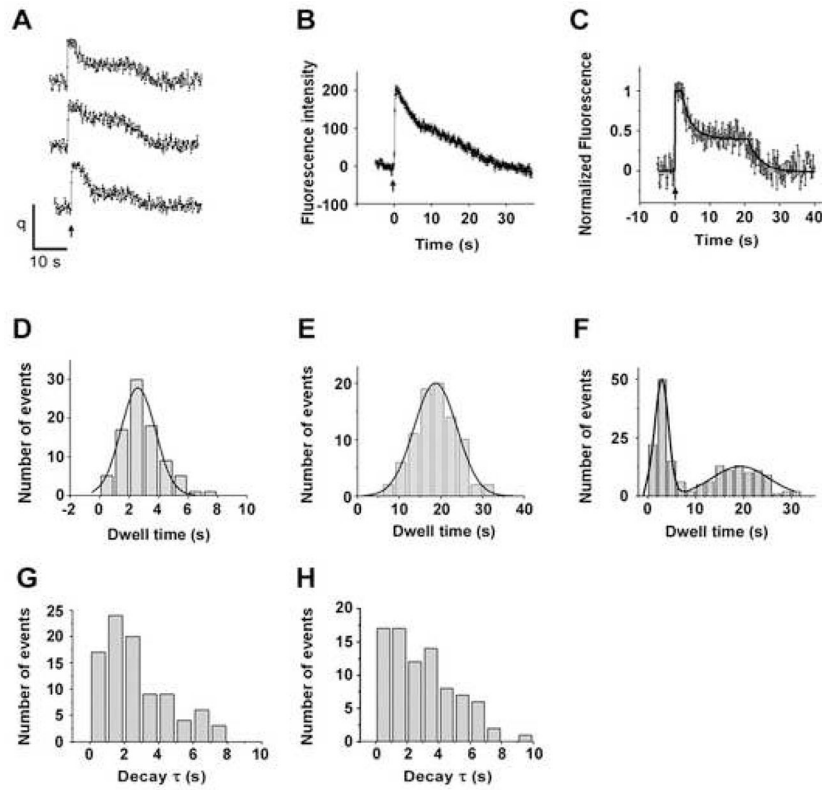 A
q
10 s
B
Fluorescence intensity
200
100
0
-100
0 10 20 30
Time (s)
C
Normalized Fluorescence
1
0.5
0
-10 0 10 20 30 40
Time (s)
D
Number of events
30
20
10
0
-2 0 2 4 6 8 10
Dwell time (s)
E
Number of events
20
10
0
0 10 20 30 40
Dwell time (s)
F
Number of events
50
25
0
0 10 20 30
Dwell time (s)
G
Number of events
25
20
15
10
5
0
0 2 4 6 8 10
Decay τ (s)
H
Number of events
20
15
10
5
0
0 2 4 6 8 10
Decay τ (s)